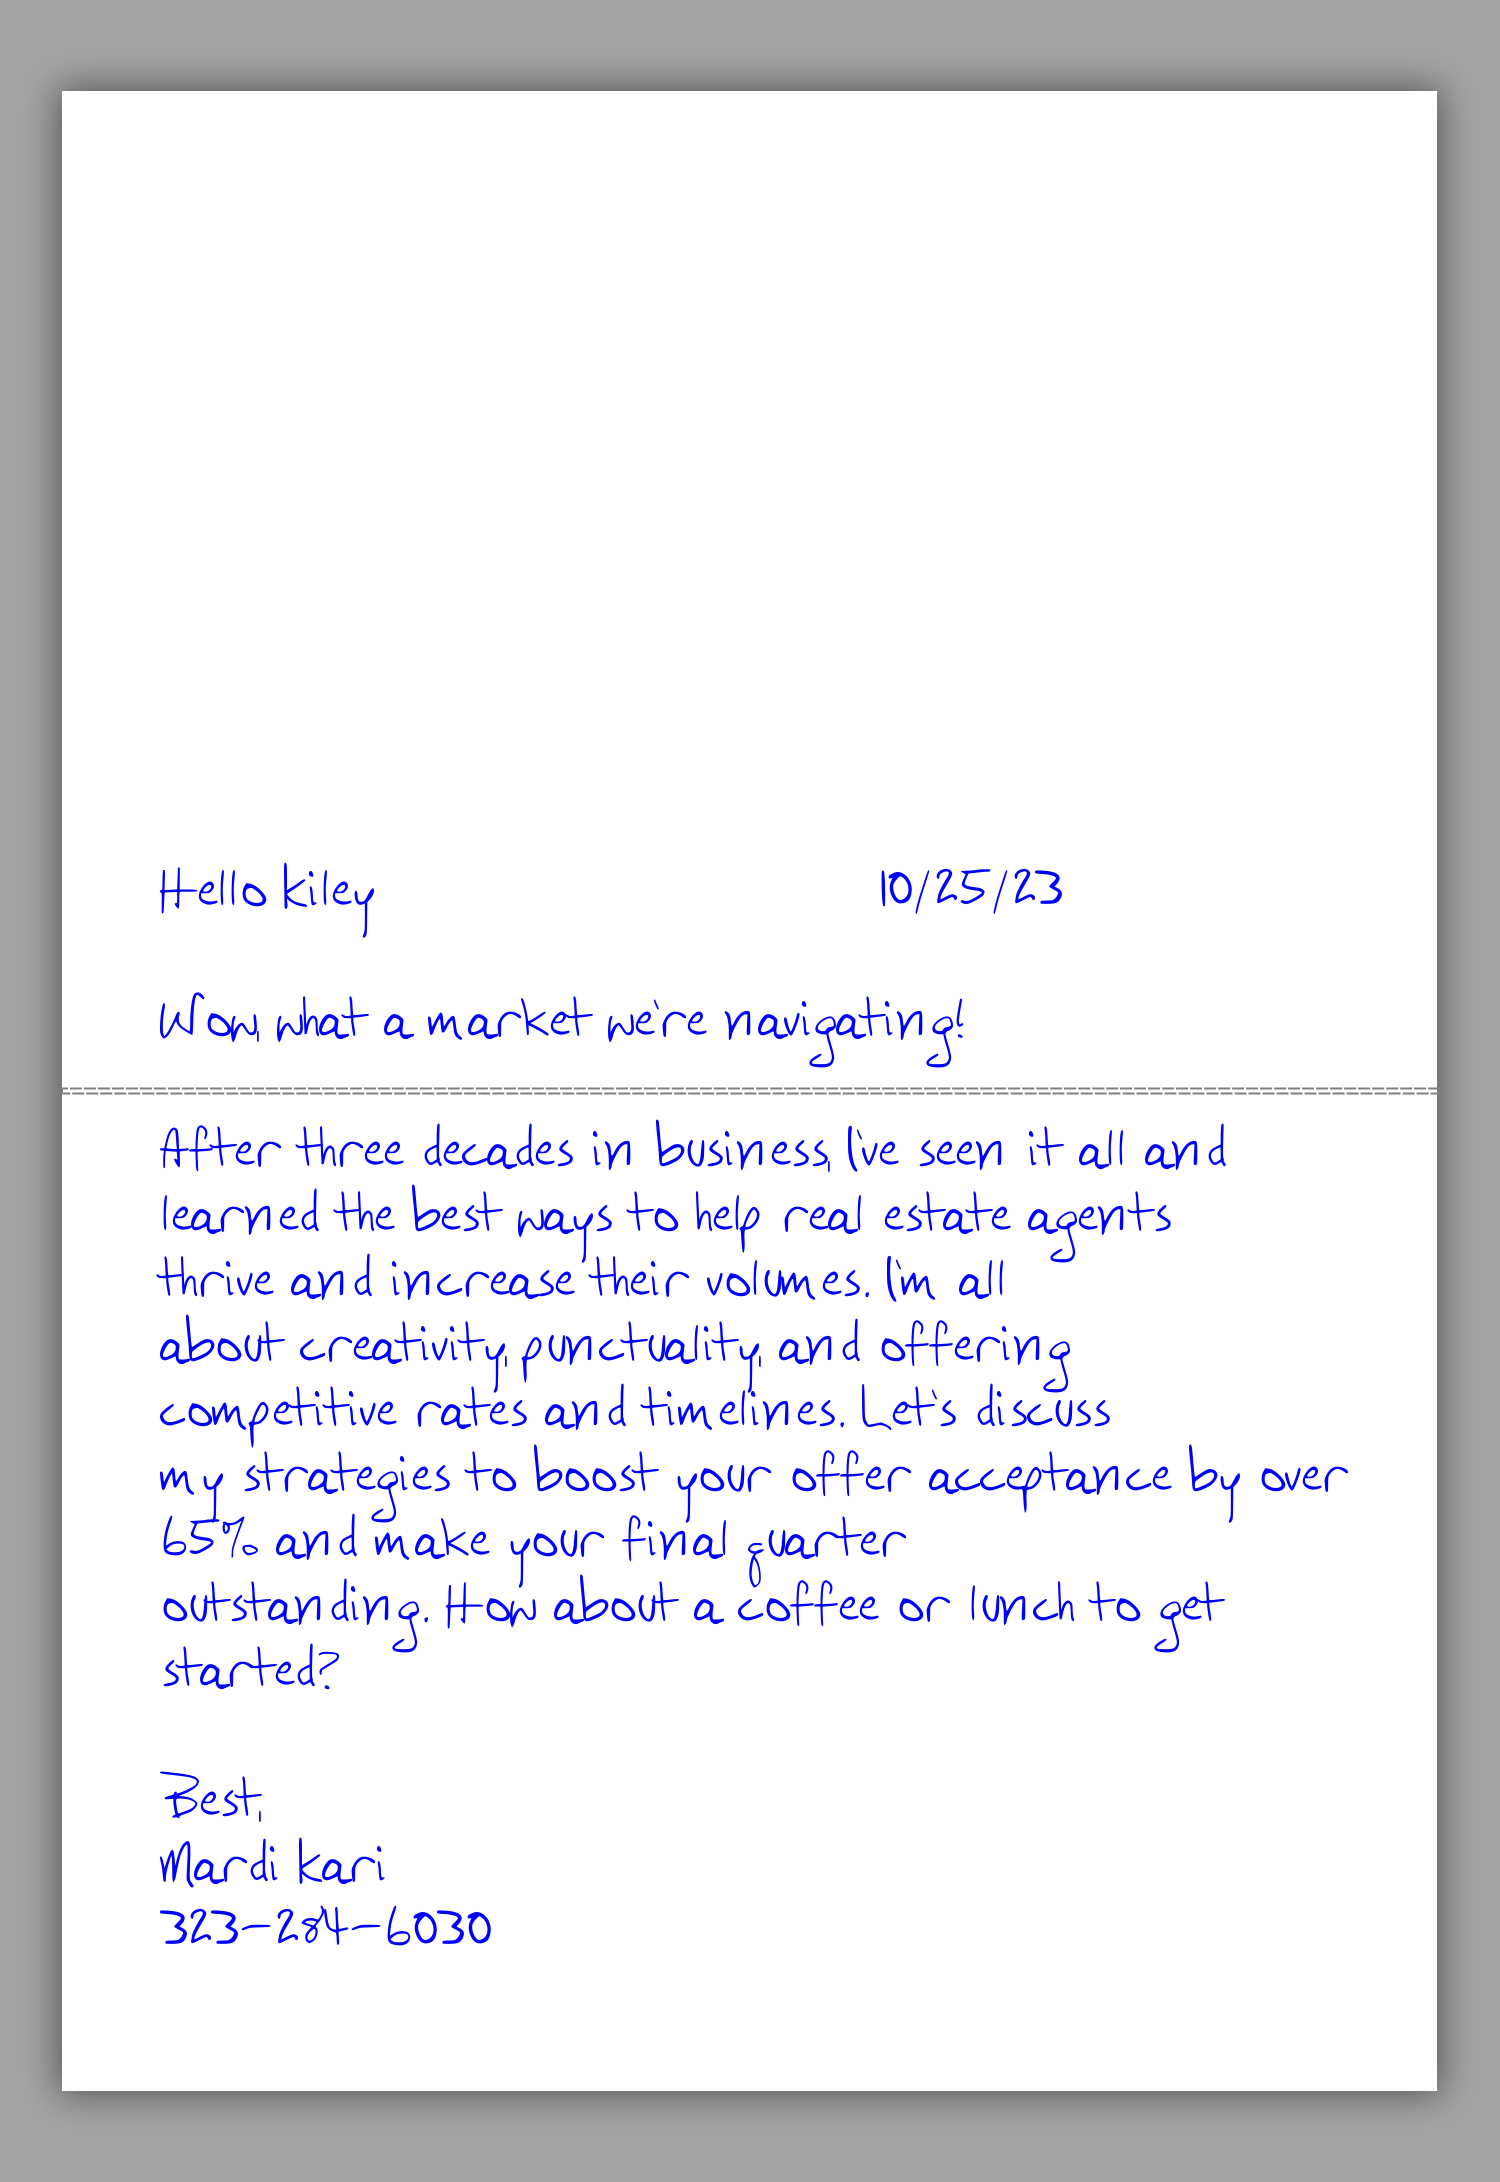 Hello kiley 10/25/23
Wow, what a market we're navigating!
After three decades in business, I've seen it all and
learned the best ways to help real estate agents
thrive and increase their volumes. I'm all
about creativity, punctuality, and offering
competitive rates and timelines. Let's discuss
my strategies to boost your offer acceptance by over
65% and make your final quarter
outstanding. How about a coffee or lunch to get
started?
Best,
Mardi kari
323-284-6030